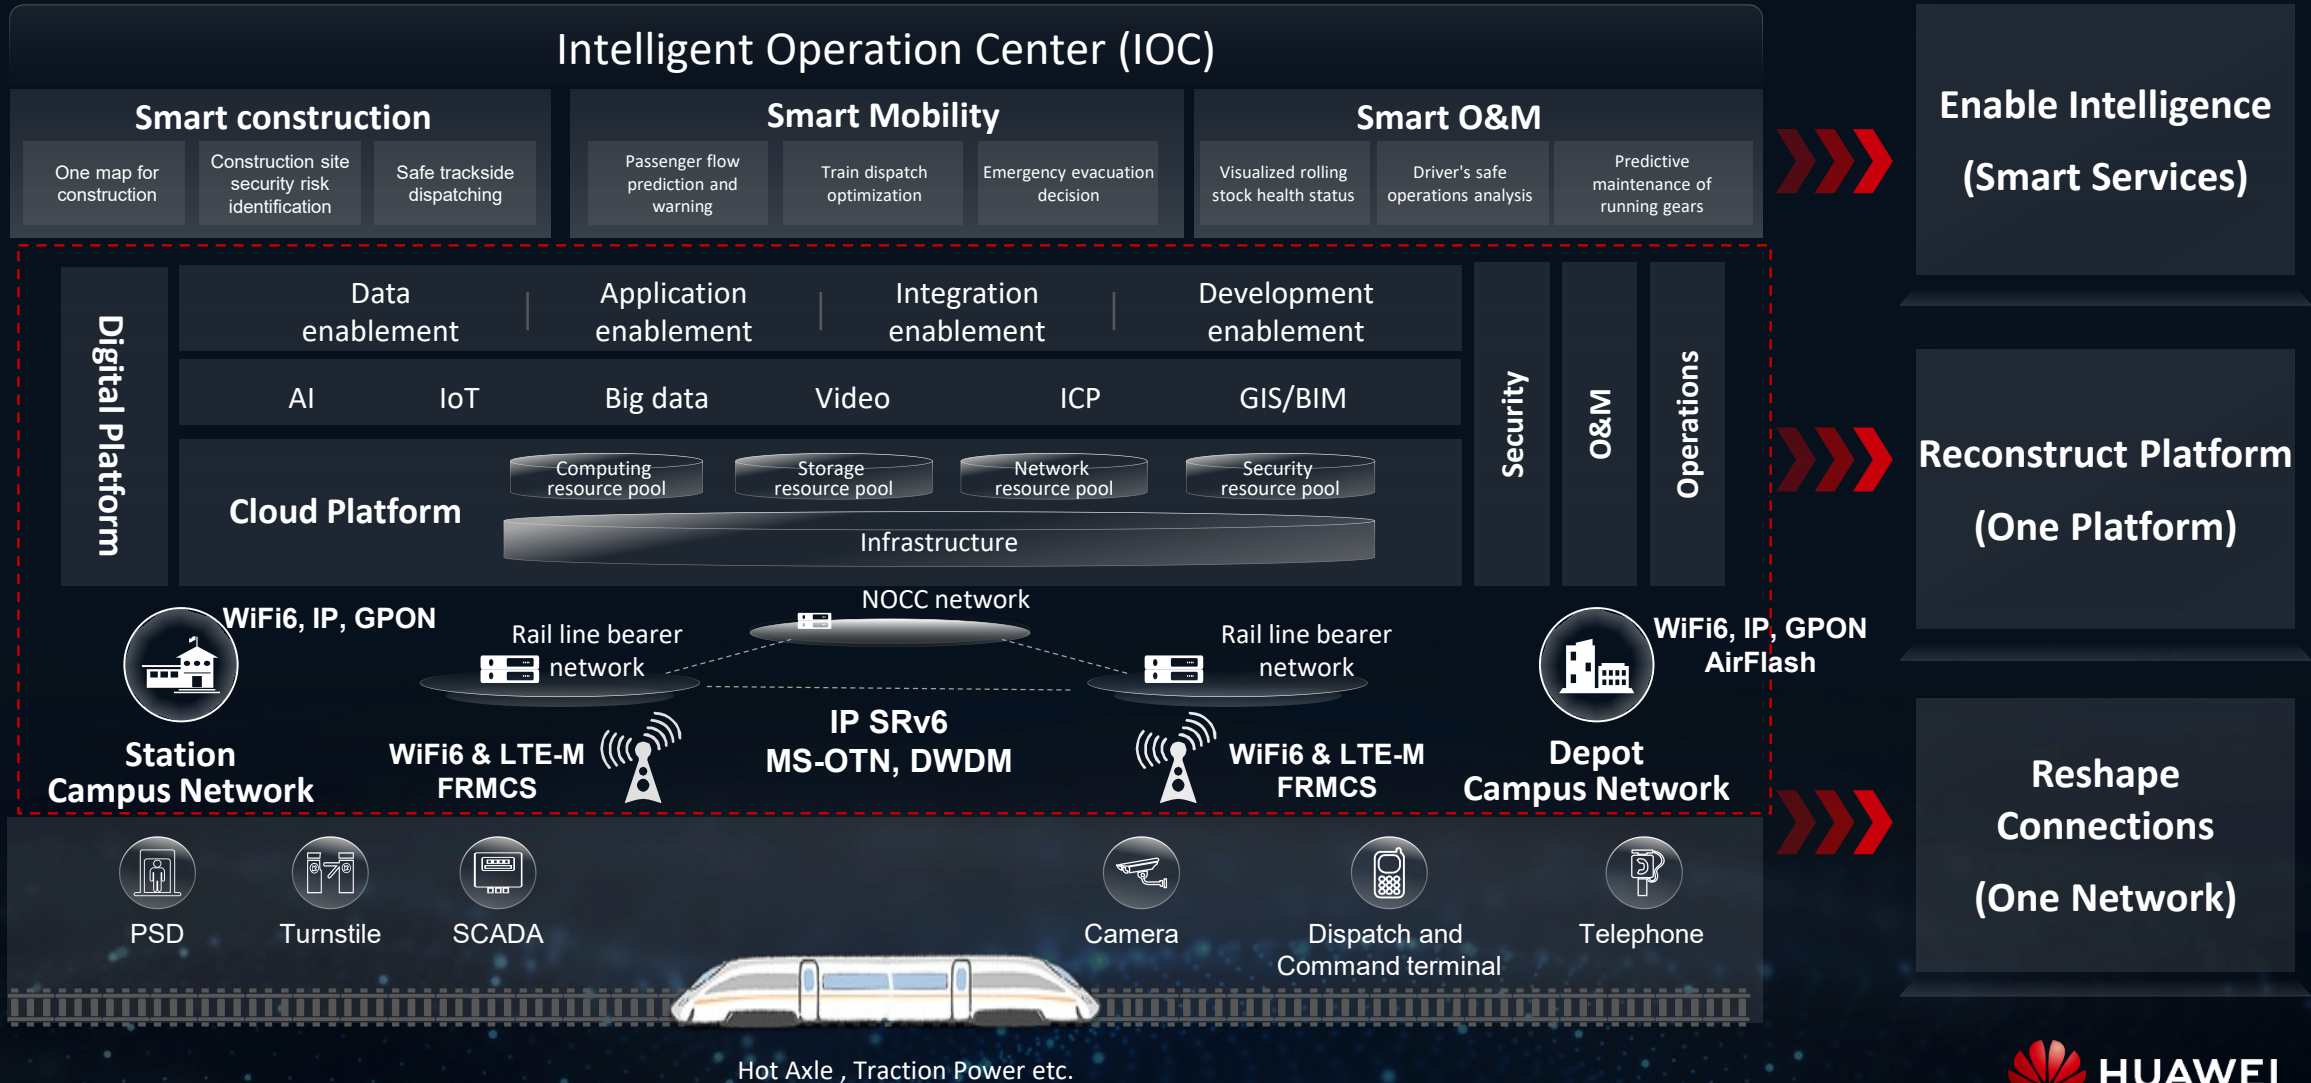 Intelligent Operation Center (IOC)
Smart construction
One map for
construction
Construction site
security risk
identification
Safe trackside
dispatching
Smart Mobility
Passenger flow
prediction and
warning
Train dispatch
optimization
Emergency evacuation
decision
Smart O&M
Visualized rolling
stock health status
Driver's safe
operations analysis
Predictive
maintenance of
running gears
Enable Intelligence
(Smart Services)
Digital Platform
Data
enablement
Application
enablement
Integration
enablement
Development
enablement
AI
IoT
Big data
Video
ICP
GIS/BIM
Cloud Platform
Computing
resource pool
Storage
resource pool
Network
resource pool
Security
resource pool
Infrastructure
Security
O&M
Operations
Reconstruct Platform
(One Platform)
WiFi6, IP, GPON
Station
Campus Network
Rail line bearer
network
NOCC network
Rail line bearer
network
WiFi6 & LTE-M
FRMCS
IP SRv6
MS-OTN, DWDM
WiFi6 & LTE-M
FRMCS
WiFi6, IP, GPON
AirFlash
Depot
Campus Network
Reshape
Connections
(One Network)
PSD
Turnstile
SCADA
Camera
Dispatch and
Command terminal
Telephone
Hot Axle , Traction Power etc.
HUAWEI